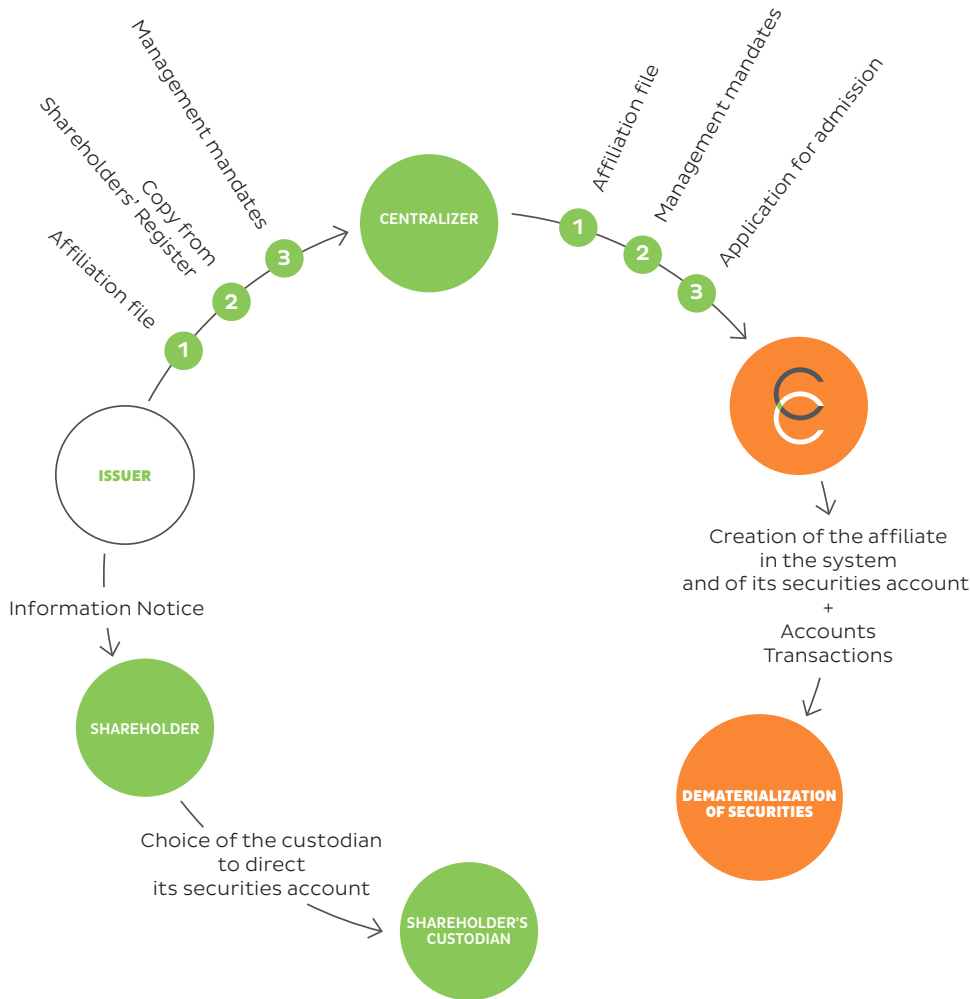 Management mandates
3
Copy from
Shareholders' Register
2
Affiliation file
1
CENTRALIZER
Affiliation file
1
Management mandates
2
Application for admission
3
ISSUER
Information Notice
SHAREHOLDER
Choice of the custodian
to direct
its securities account
SHAREHOLDER'S
CUSTODIAN
Creation of the affiliate
in the system
and of its securities account
+
Accounts
Transactions
DEMATERIALIZATION
OF SECURITIES